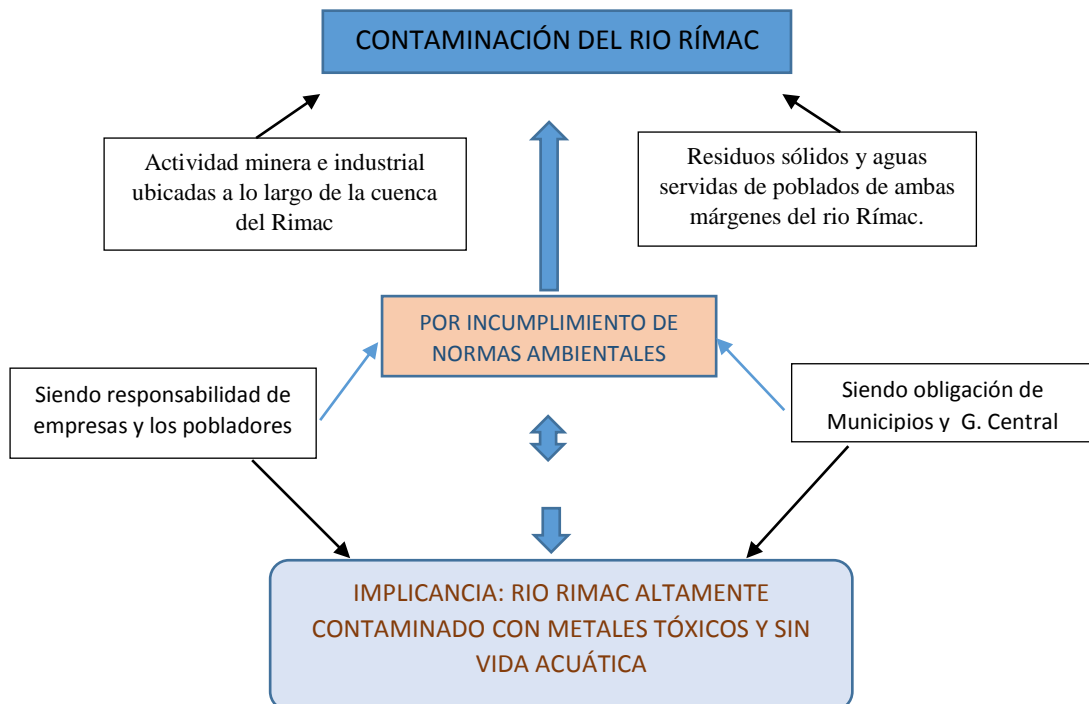 CONTAMINACIÓN DEL RIO RÍMAC
Actividad minera e industrial
ubicadas a lo largo de la cuenca
del Rimac
Residuos sólidos y aguas
servidas de poblados de ambas
márgenes del rio Rímac.
POR INCUMPLIMIENTO DE
NORMAS AMBIENTALES
Siendo responsabilidad de
empresas y los pobladores
Siendo obligación de
Municipios y G. Central
IMPLICANCIA: RIO RIMAC ALTAMENTE
CONTAMINADO CON METALES TÓXICOS Y SIN
VIDA ACUÁTICA